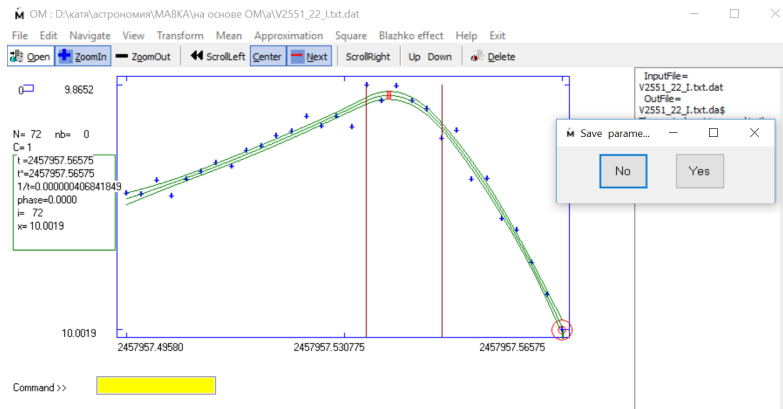 OM : D:\катя\астрономия\MABKA\на основе OM\a\V2551_22_I.txt.dat
File Edit Navigate View Transform Mean Approximation Square Blazhko effect Help Exit
Open ZoomIn ZoomOut ScrollLeft Center Next ScrollRight Up Down Delete
InputFile=
V2551_22_I.txt.dat
OutFile=
V2551_22_I.txt.da$
0 9.8652
N= 72 nb= 0
C= 1
t =2457957.56575
t*=2457957.56575
1/t=0.000000406841849
phase=0.0000
i= 72
x= 10.0019
Save parame...
No Yes
10.0019
2457957.49580 2457957.530775 2457957.56575
Command >>